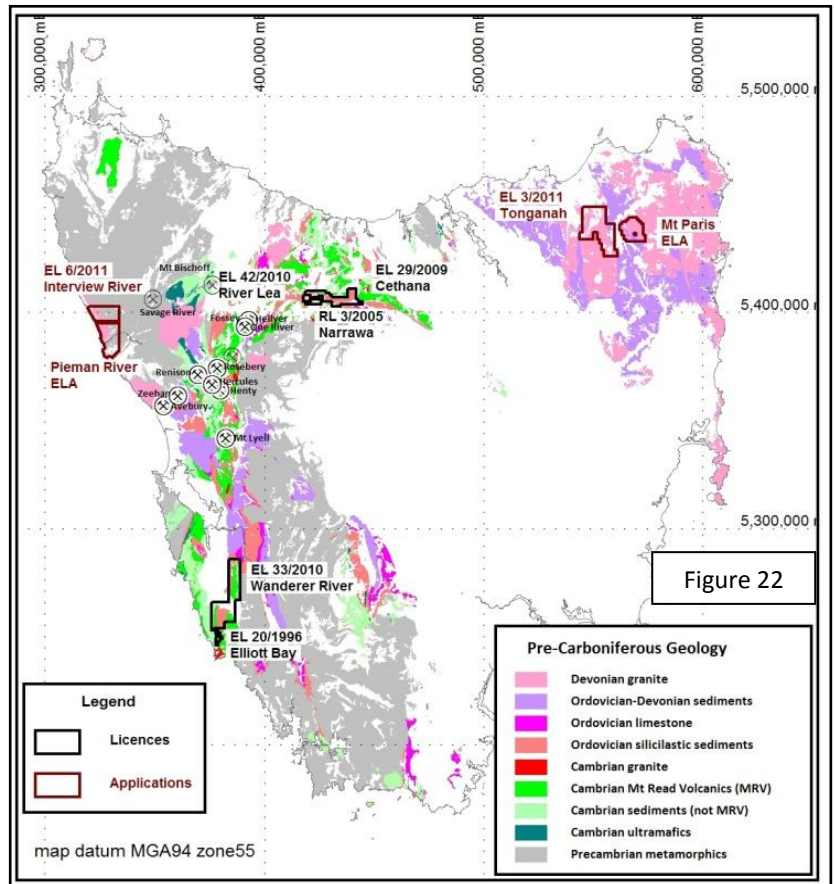 300,000 mE
400,000 mE
500,000 mE
600,000 mE
5,500,000 m
EL 3/2011
Tonganah
Mt Paris
ELA
EL 6/2011
Interview River
Mt Bischoff
EL 42/2010
River Lea
EL 29/2009
Cethana
Savage River
Fossey
Hellyer
Que River
RL 3/2005
Narrawa
5,400,000 m
Pieman River
ELA
Renison
Rosebery
Hercules
Henty
Zeehan
Avebury
Mt Lyell
5,300,000 m
EL 33/2010
Wanderer River
Figure 22
EL 20/1996
Elliott Bay
Pre-Carboniferous Geology
Devonian granite
Ordovician-Devonian sediments
Ordovician limestone
Ordovician silicilastic sediments
Cambrian granite
Cambrian Mt Read Volcanics (MRV)
Cambrian sediments (not MRV)
Cambrian ultramafics
Precambrian metamorphics
Legend
Licences
Applications
map datum MGA94 zone55